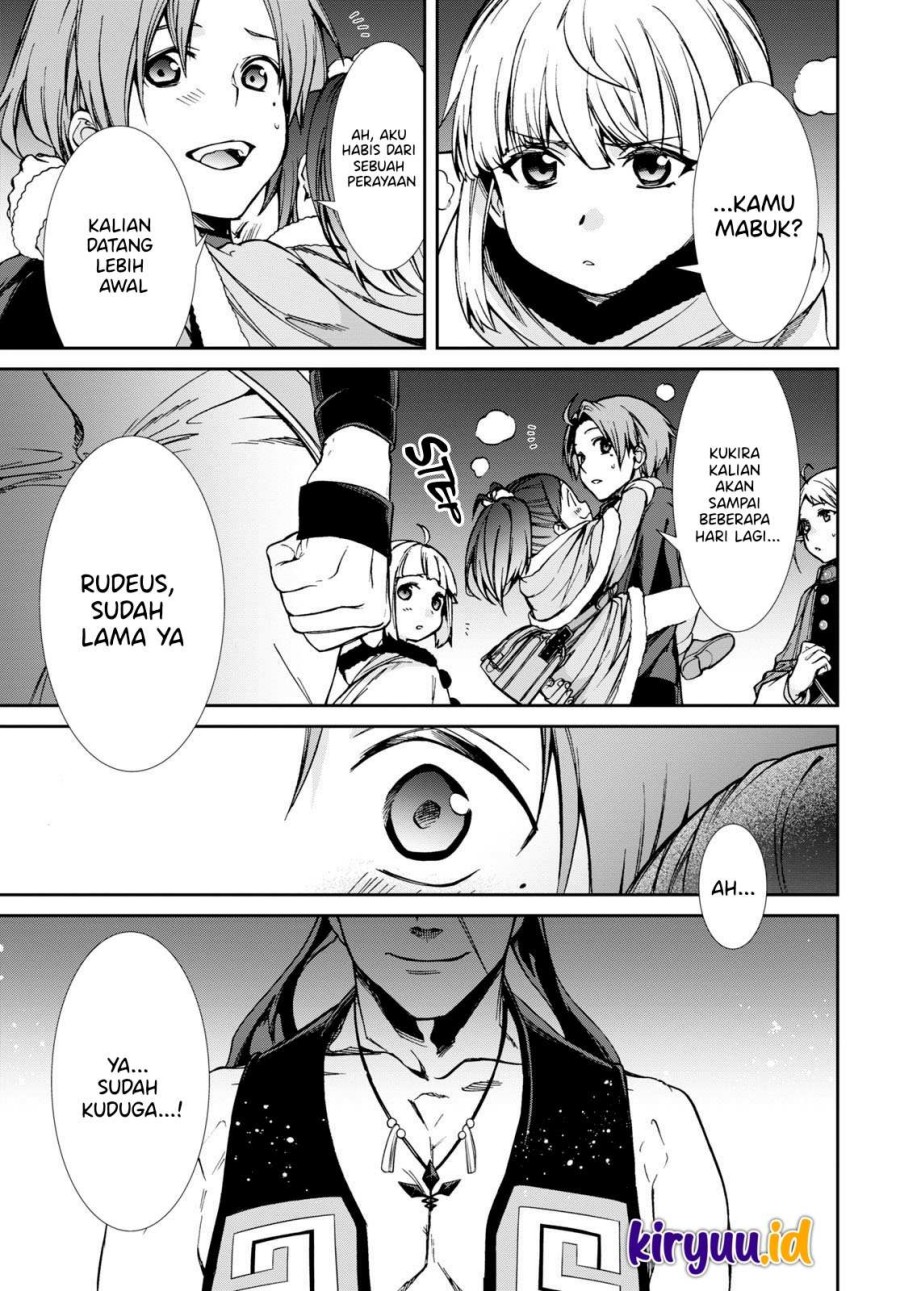 ...KAMU
MABUK?
AH, AKU
HABIS DARI
SEBUAH
PERAYAAN
KALIAN
DATANG
LEBIH
AWAL
KUKIRA
KALIAN
AKAN
SAMPAI
BEBERAPA
HARI LAGI...
STEP
RUDEUS,
SUDAH
LAMA YA
AH...
YA...
SUDAH
KUDUGA...!
kiryuu.id